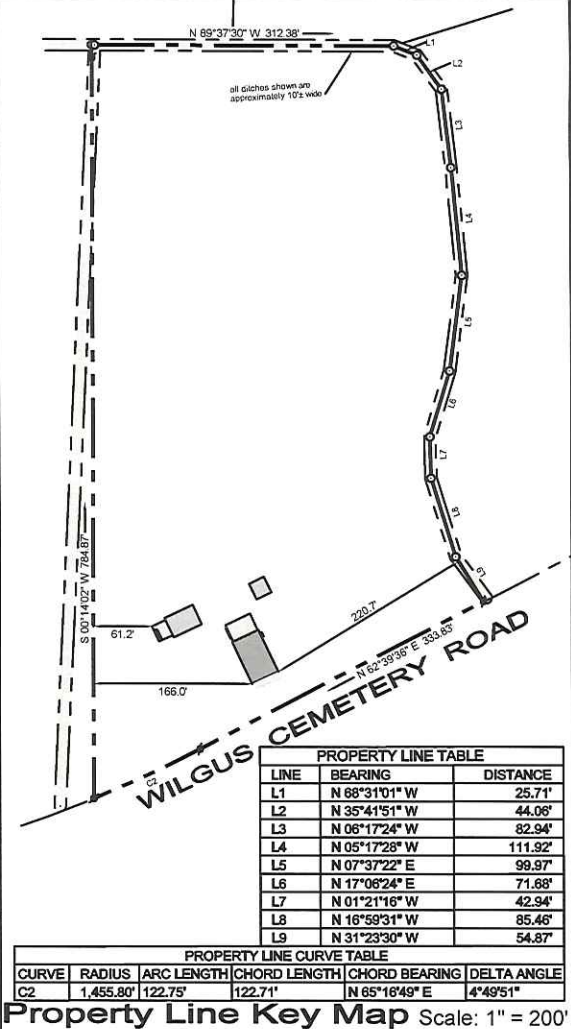 N 89°37'30" W 312.38'
L1
L2
all ditches shown are
approximately 10'± wide
L3
L4
L5
L6
L7
L8
L9
S 00°14'02" W 784.87'
61.2'
220.7'
166.0'
N 62°39'36" E 333.83'
WILGUS CEMETERY ROAD
C2
PROPERTY LINE TABLE
LINE BEARING DISTANCE
L1 N 68°31'01" W 25.71'
L2 N 35°41'51" W 44.06'
L3 N 06°17'24" W 82.94'
L4 N 05°17'28" W 111.92'
L5 N 07°37'22" E 99.97'
L6 N 17°06'24" E 71.68'
L7 N 01°21'16" W 42.94'
L8 N 16°59'31" W 85.46'
L9 N 31°23'30" W 54.87'
PROPERTY LINE CURVE TABLE
CURVE RADIUS ARC LENGTH CHORD LENGTH CHORD BEARING DELTA ANGLE
C2 1,455.80' 122.75' 122.71' N 65°16'49" E 4°49'51"
Property Line Key Map Scale: 1" = 200'